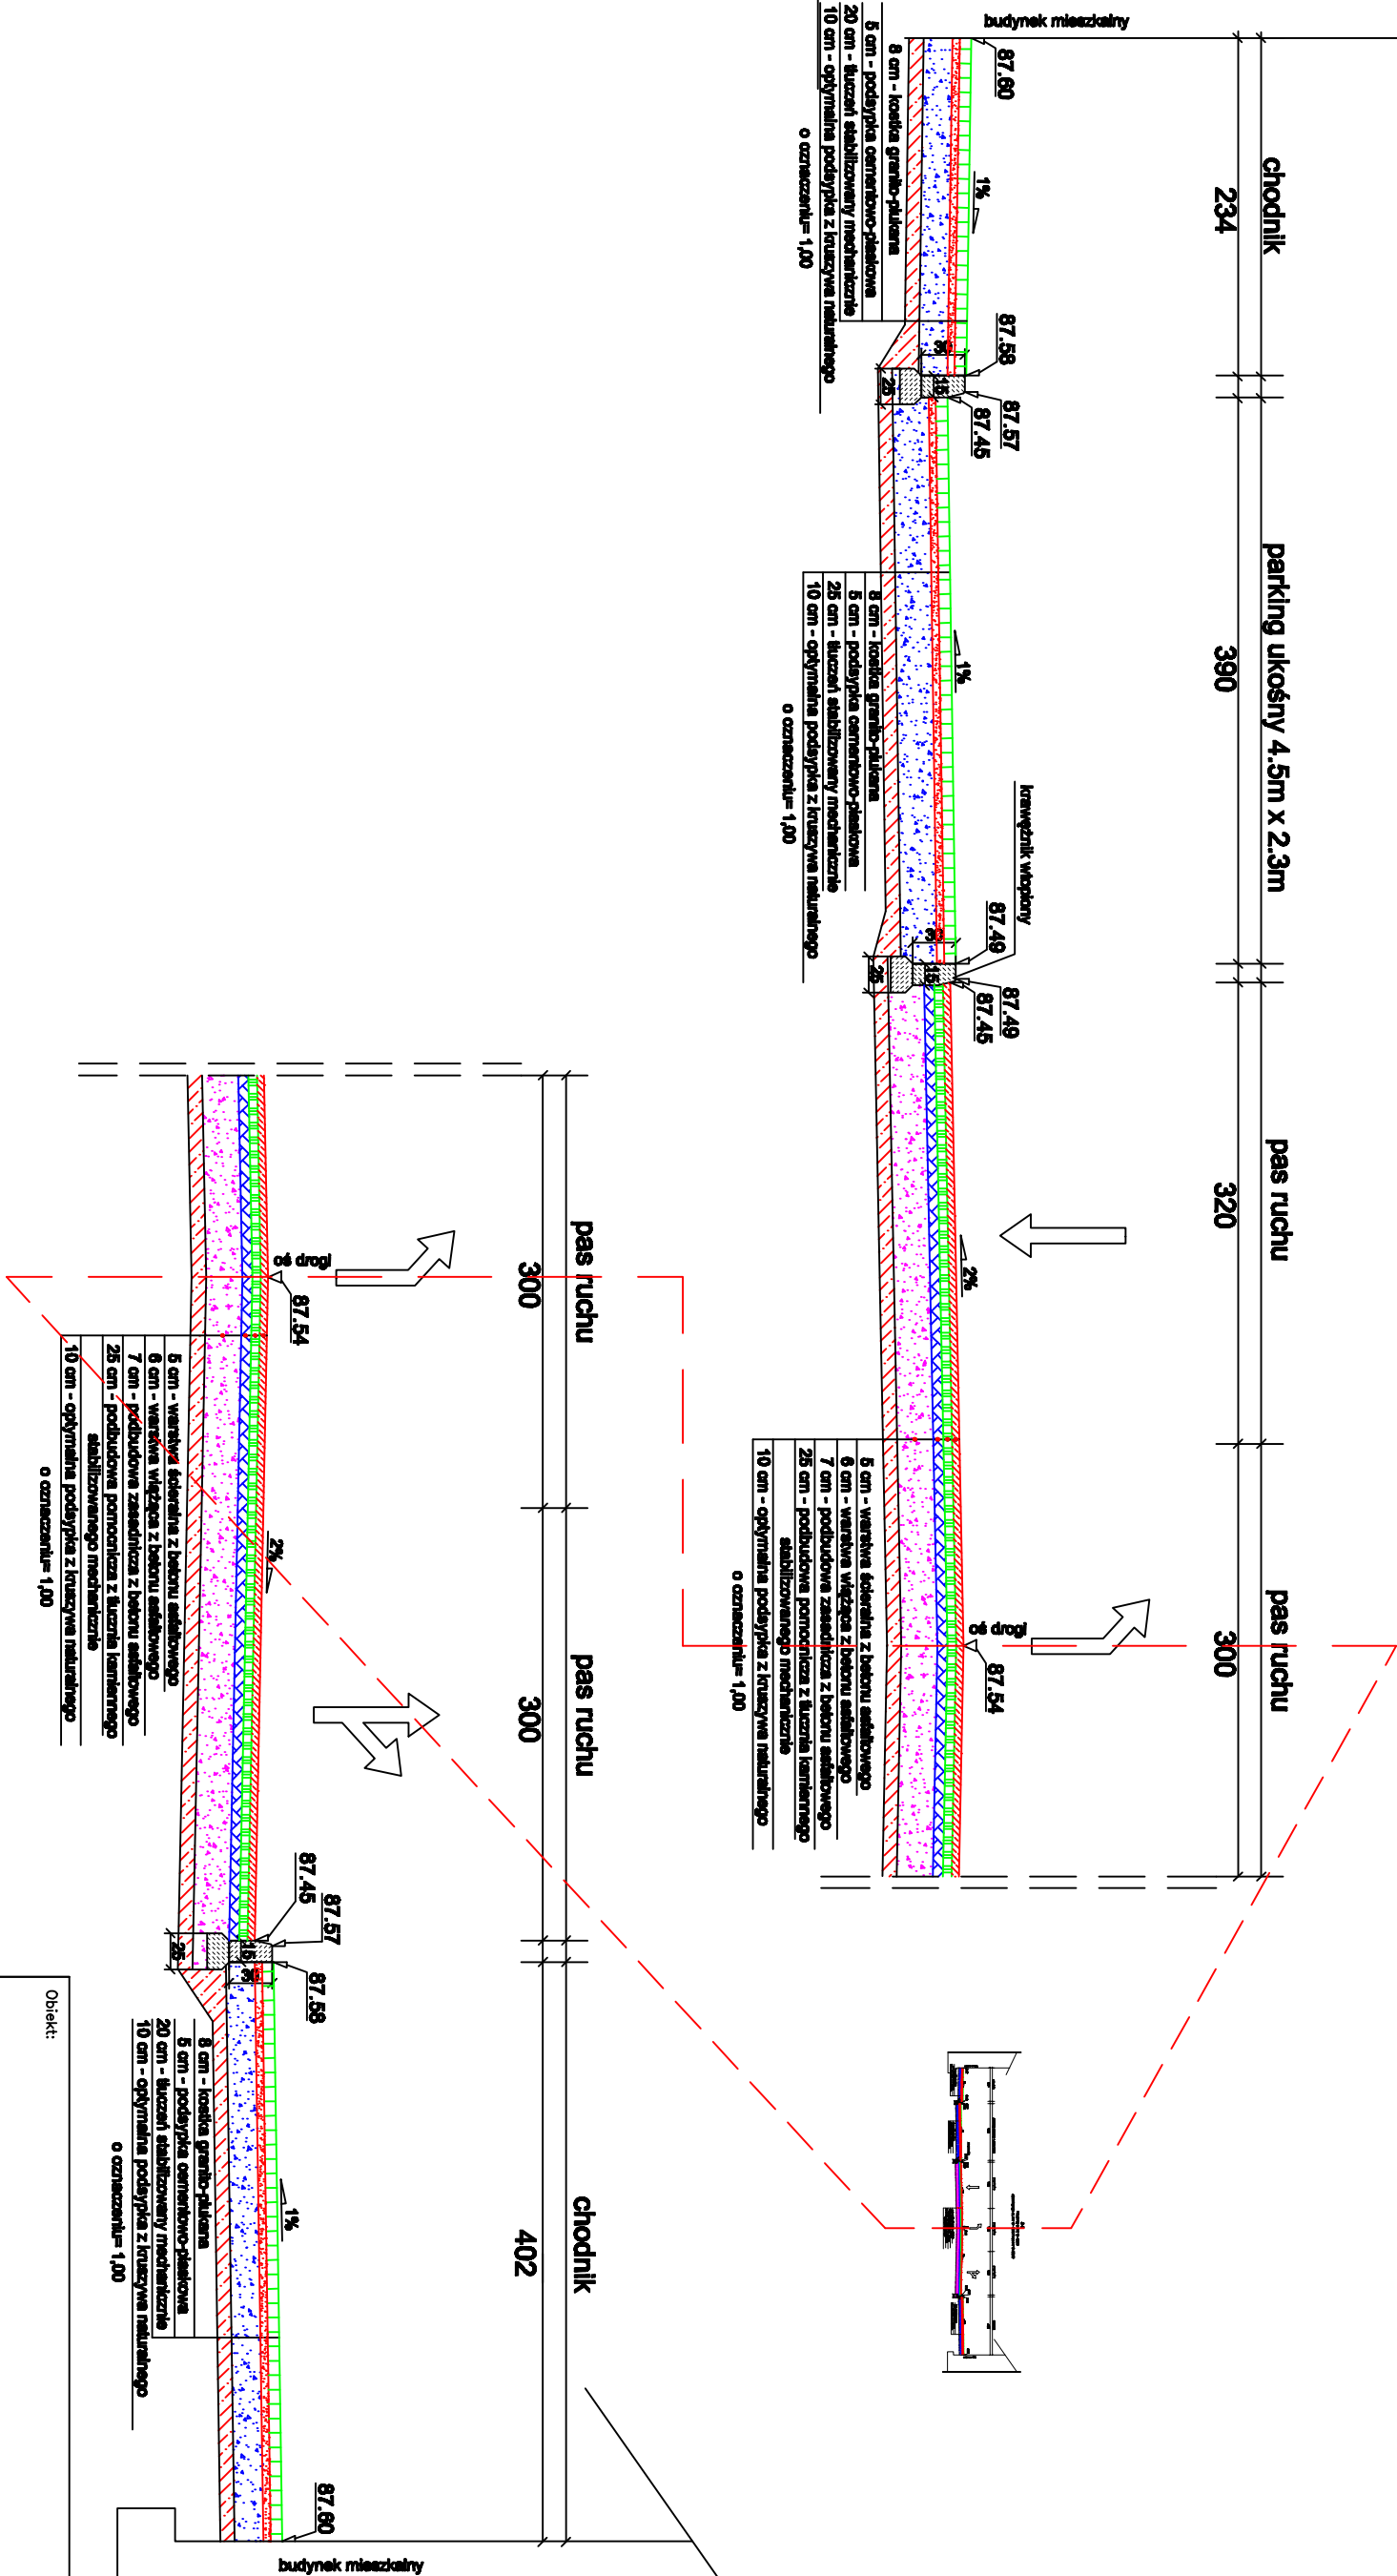 chodnik
parking ukośny 4.5m x 2.3m
pas ruchu
pas ruchu
234
390
320
300
budynek mieszkalny
87.60
1%
87.58
87.57
87.45
15
25
1%
krawężnik wtopiony
87.49
87.49
87.45
15
25
2%
oś drogi
87.54
8 cm - kostka granito-płukana
5 cm - podsypka cementowo-piaskowa
20 cm - tłuczeń stabilizowany mechanicznie
10 cm - optymalna podsypka z kruszywa naturalnego
o oznaczeniu= 1,00
8 cm - kostka granito-płukana
5 cm - podsypka cementowo-piaskowa
25 cm - tłuczeń stabilizowany mechanicznie
10 cm - optymalna podsypka z kruszywa naturalnego
o oznaczeniu= 1,00
5 cm - warstwa ścieralna z betonu asfaltowego
6 cm - warstwa wiążąca z betonu asfaltowego
7 cm - podbudowa zasadnicza z betonu asfaltowego
25 cm - podbudowa pomocnicza z tłucznia kamiennego
stabilizowanego mechanicznie
10 cm - optymalna podsypka z kruszywa naturalnego
o oznaczaniu= 1,00
pas ruchu
pas ruchu
chodnik
300
300
402
oś drogi
87.54
2%
87.45
87.57
87.58
15
25
1%
87.60
budynek mieszkalny
5 cm - warstwa ścieralna z betonu asfaltowego
6 cm - warstwa wiążąca z betonu asfaltowego
7 cm - podbudowa zasadnicza z betonu asfaltowego
25 cm - podbudowa pomocnicza z tłucznia kamiennego
stabilizowanego mechanicznie
10 cm - optymalna podsypka z kruszywa naturalnego
o oznaczaniu= 1,00
8 cm - kostka granito-płukana
5 cm - podsypka cementowo-piaskowa
20 cm - tłuczeń stabilizowany mechanicznie
10 cm - optymalna podsypka z kruszywa naturalnego
o oznaczeniu= 1,00
Obiekt: